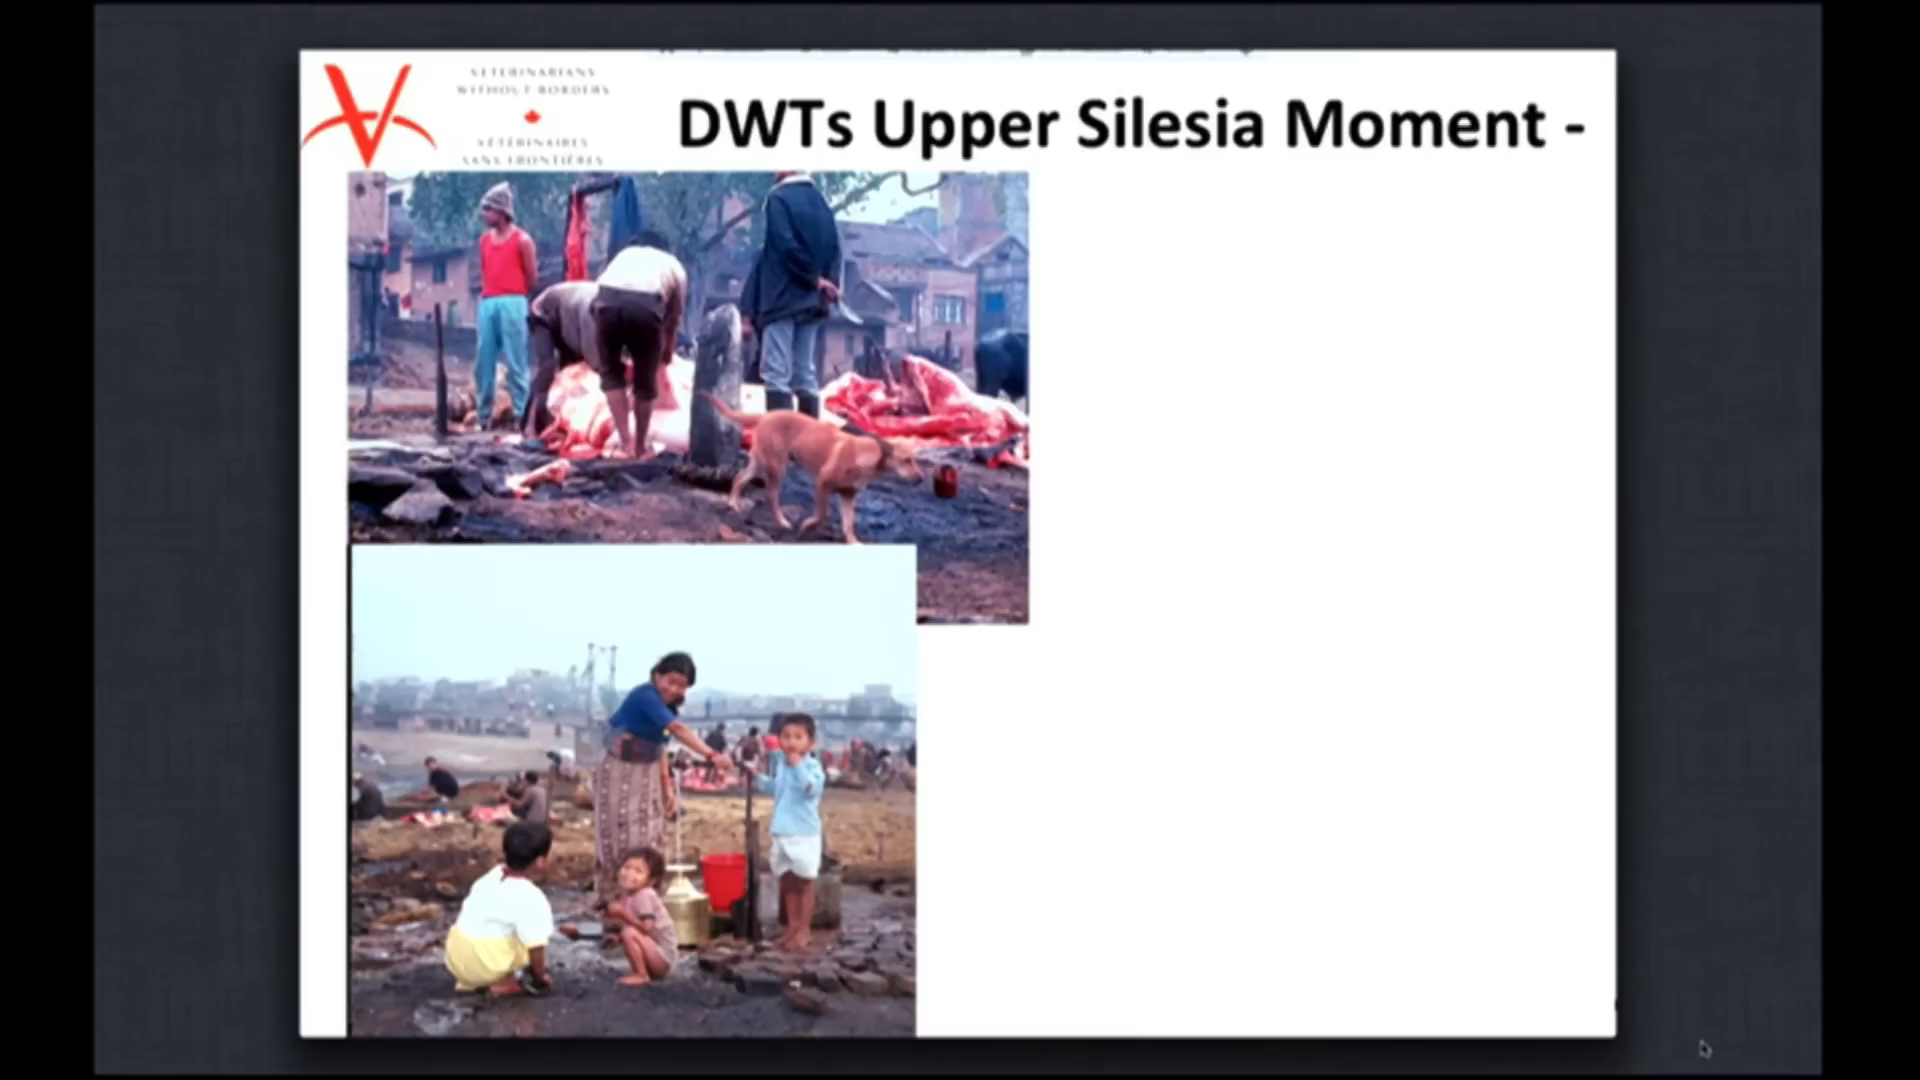 VETERINARIANS
WITHOUT BORDERS
VÉTÉRINAIRES
SANS FRONTIÈRES
DWTs Upper Silesia Moment -